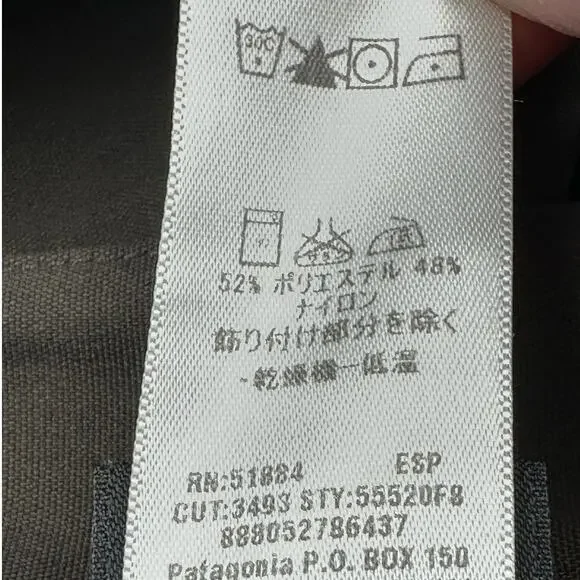 30C
52% ポリエステル 48%
ナイロン
飾り付け部分を除く
・乾燥機ー低温
RN:51884 ESP
CUT:3493 STY:55520F8
888052786437
Patagonia P.O. BOX 150